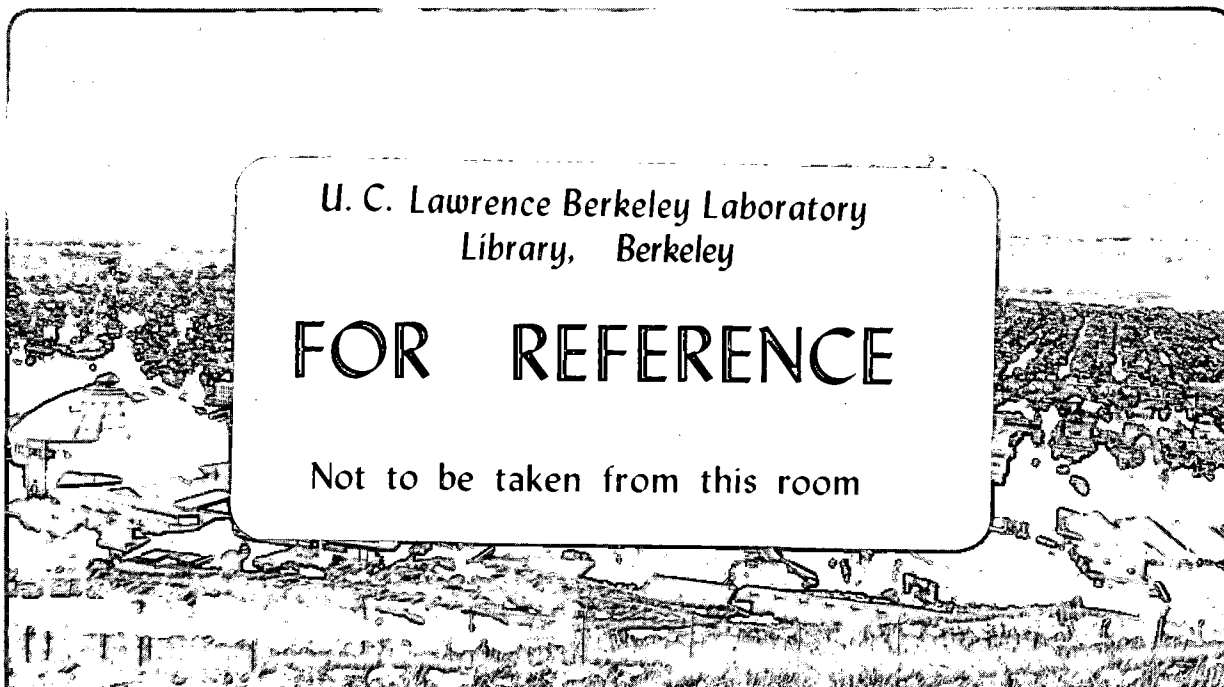 U. C. Lawrence Berkeley Laboratory
Library, Berkeley
FOR REFERENCE
Not to be taken from this room